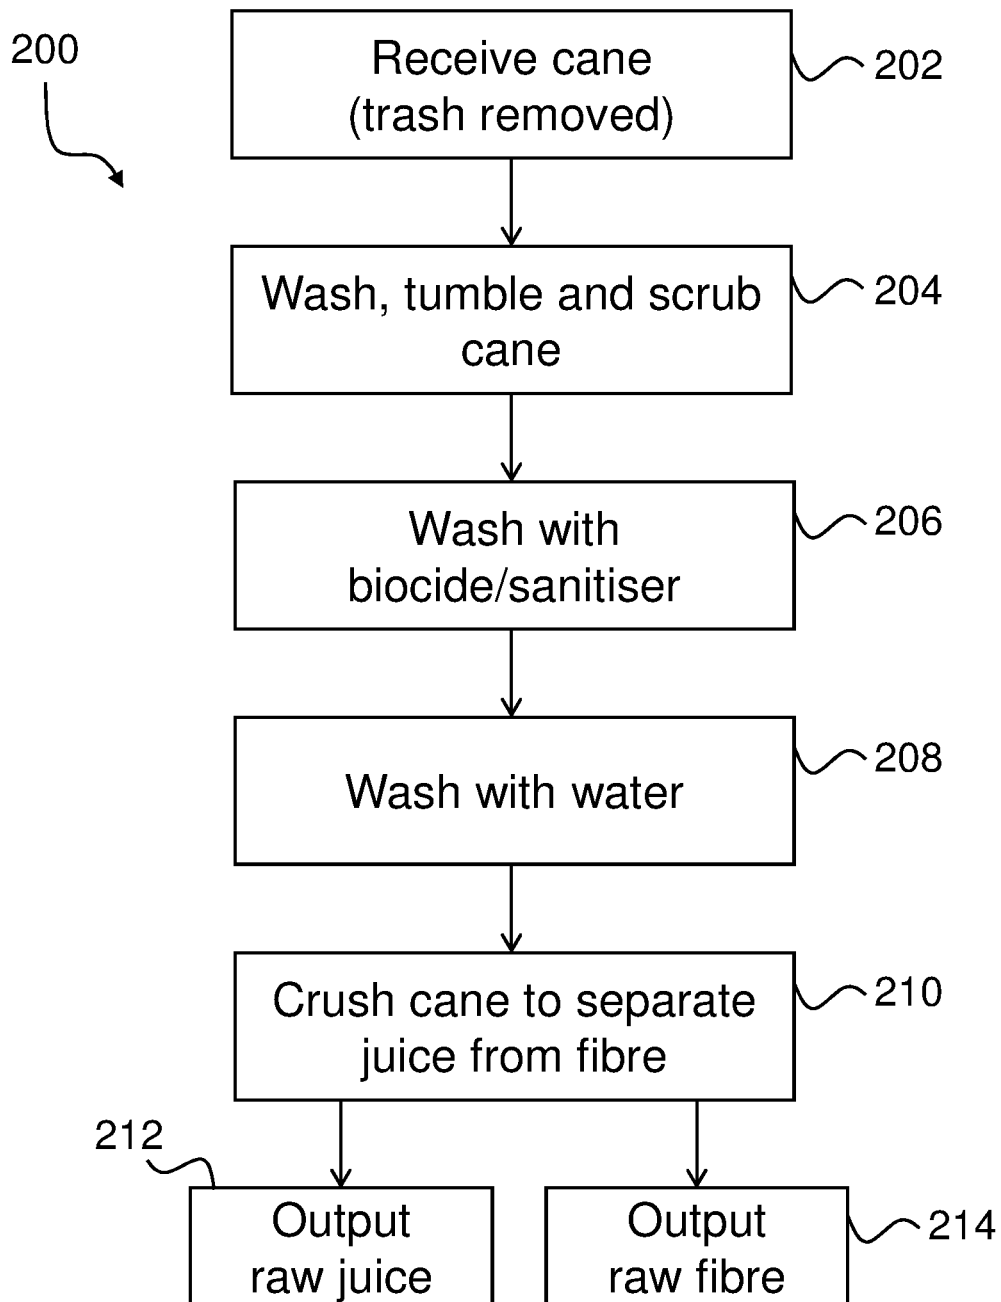 200
Receive cane
(trash removed)
202
Wash, tumble and scrub
cane
204
Wash with
biocide/sanitiser
206
Wash with water
208
Crush cane to separate
juice from fibre
210
212
Output
raw juice
Output
raw fibre
214